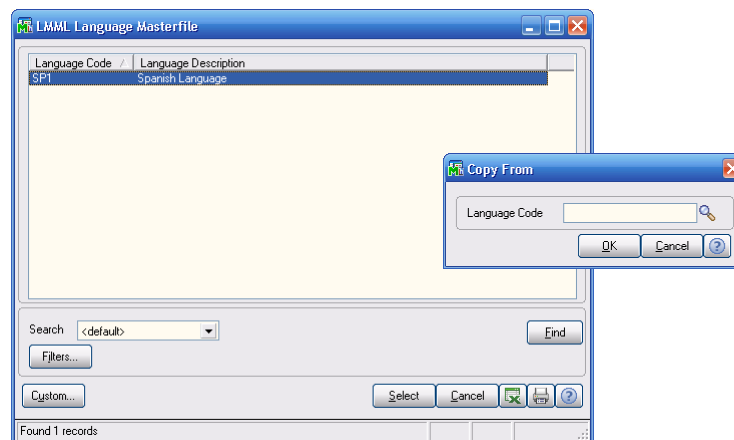 LMML Language Masterfile
Language Code / Language Description
SP1 Spanish Language
Copy From
Language Code
OK Cancel ?
Search <default> Find
Filters...
Custom... Select Cancel ?
Found 1 records